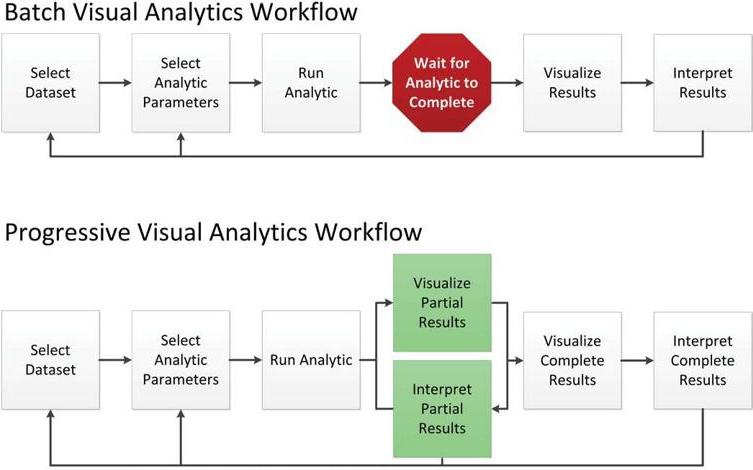 Batch Visual Analytics Workflow
Select
Dataset
Select
Analytic
Parameters
Run
Analytic
Wait for
Analytic to
Complete
Visualize
Results
Interpret
Results
Progressive Visual Analytics Workflow
Select
Dataset
Select
Analytic
Parameters
Run Analytic
Visualize
Partial
Results
Interpret
Partial
Results
Visualize
Complete
Results
Interpret
Complete
Results